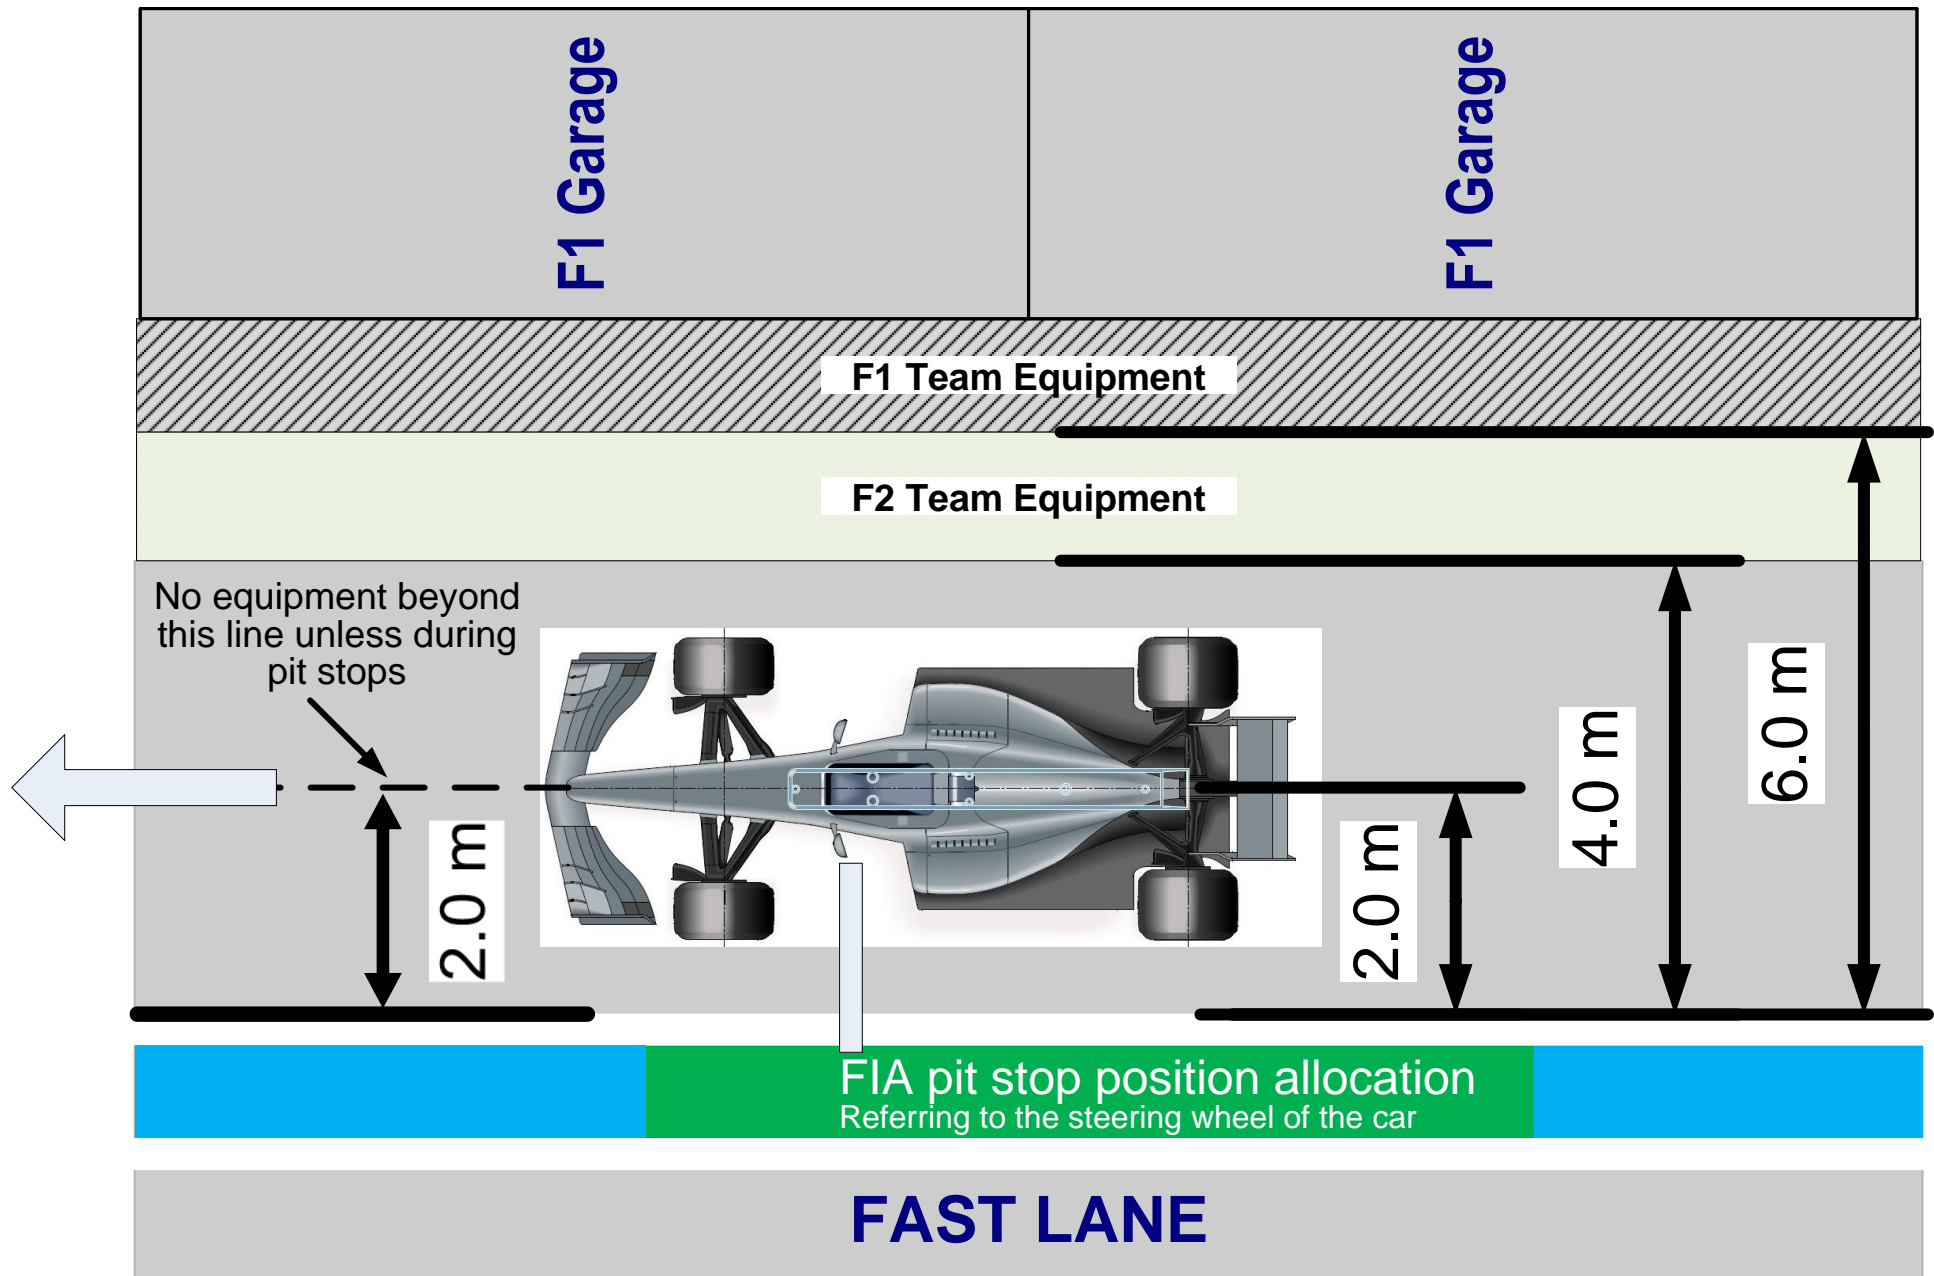 F1 Garage
F1 Garage
F1 Team Equipment
F2 Team Equipment
No equipment beyond
this line unless during
pit stops
2.0 m
2.0 m
4.0 m
6.0 m
FIA pit stop position allocation
Referring to the steering wheel of the car
FAST LANE